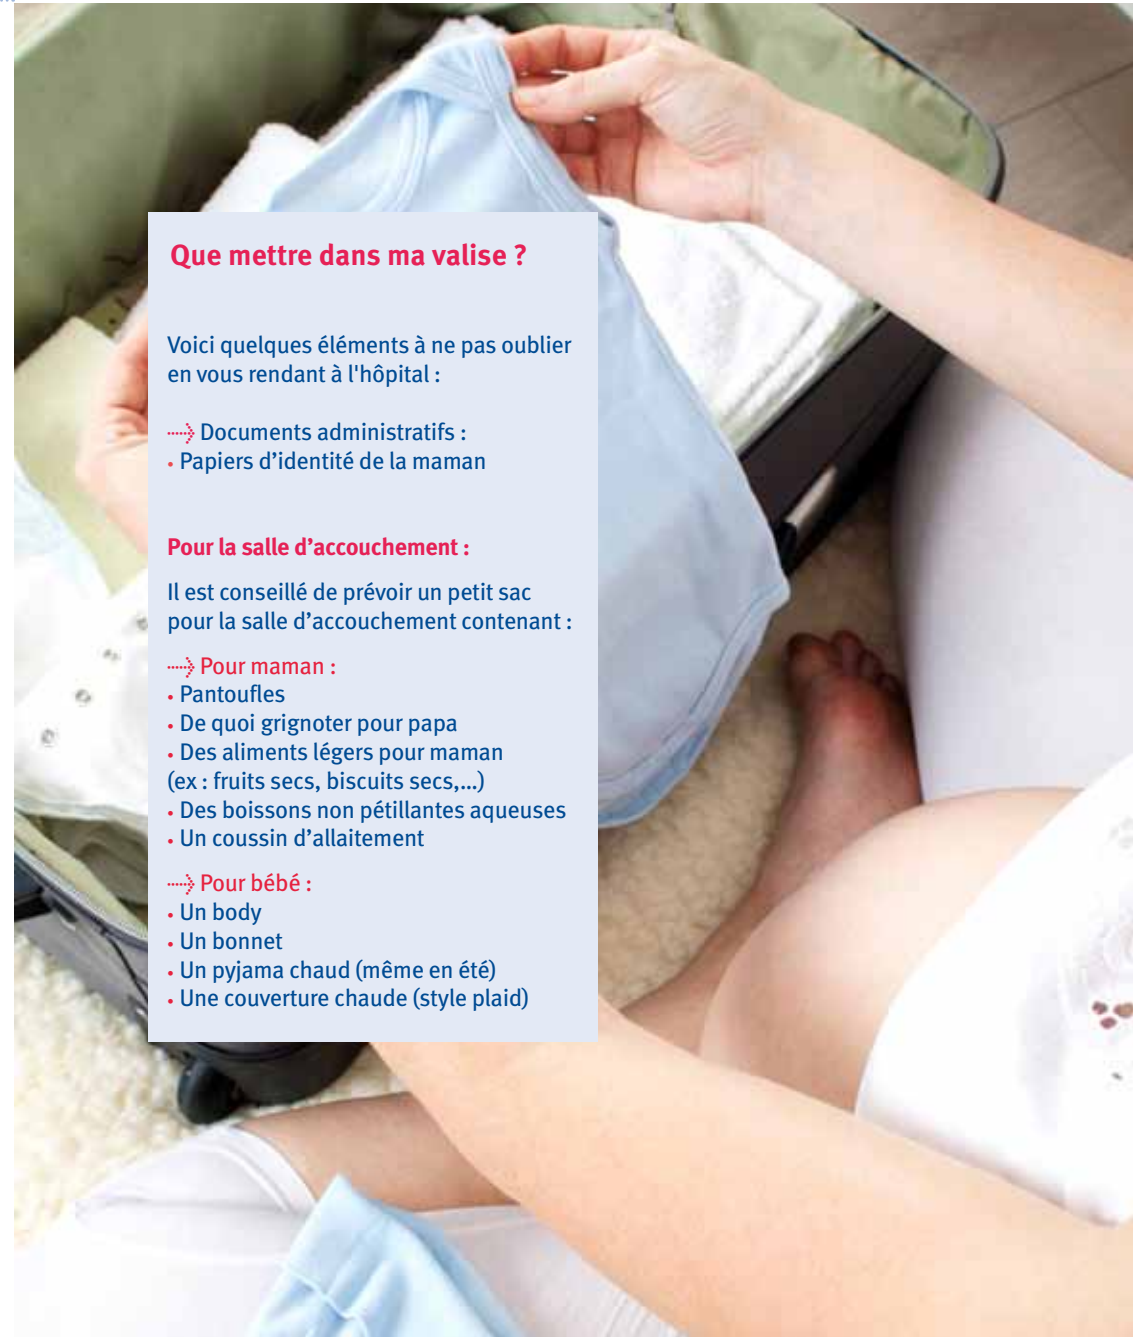 Que mettre dans ma valise ?
Voici quelques éléments à ne pas oublier
en vous rendant à l'hôpital :
Documents administratifs :
• Papiers d’identité de la maman
Pour la salle d’accouchement :
Il est conseillé de prévoir un petit sac
pour la salle d’accouchement contenant :
Pour maman :
• Pantoufles
• De quoi grignoter pour papa
• Des aliments légers pour maman
(ex : fruits secs, biscuits secs,...)
• Des boissons non pétillantes aqueuses
• Un coussin d’allaitement
Pour bébé :
• Un body
• Un bonnet
• Un pyjama chaud (même en été)
• Une couverture chaude (style plaid)